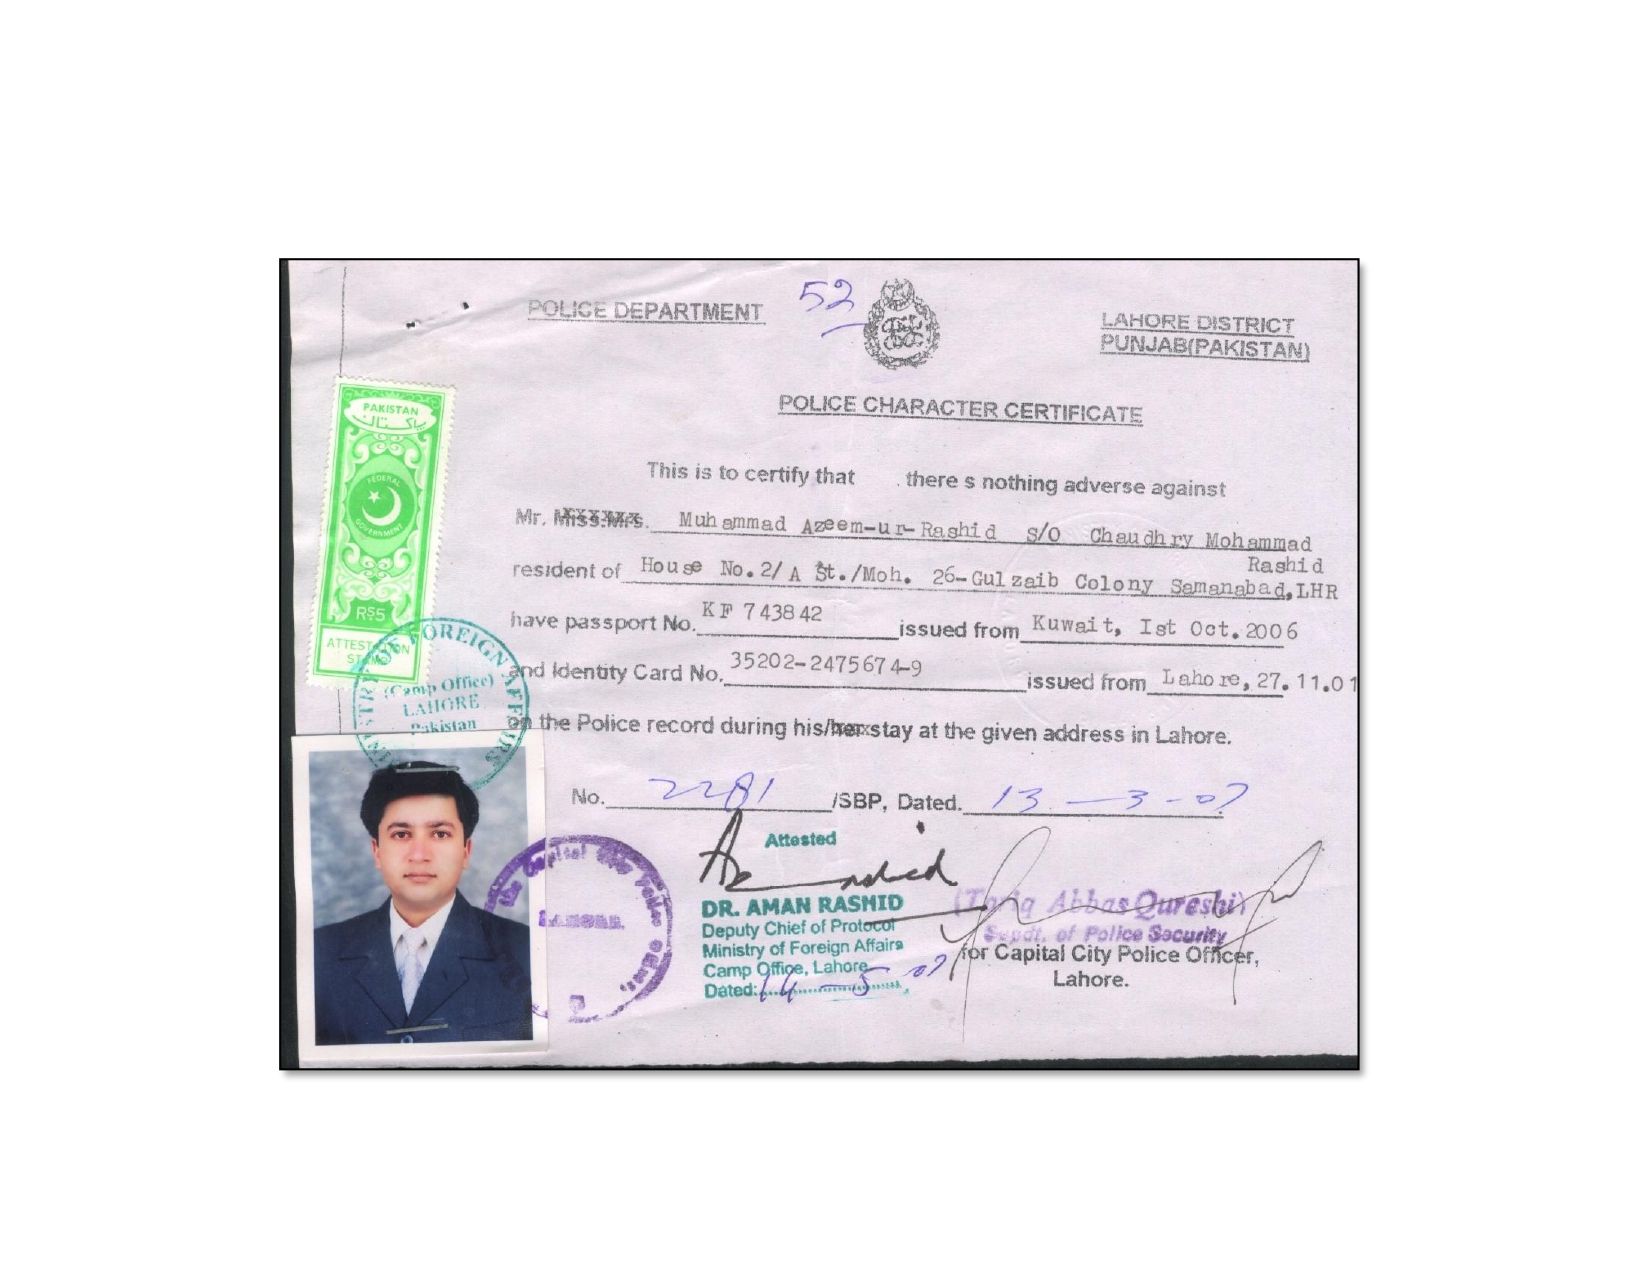 POLICE DEPARTMENT
52
LAHORE DISTRICT
PUNJAB(PAKISTAN)
POLICE CHARACTER CERTIFICATE
This is to certify that there s nothing adverse against
Mr. Miss.Mrs. Muhammad Azeem-ur-Rashid S/O Chaudhry Mohammad
Rashid
resident of House No.2/A St./Moh. 26-Gulzaib Colony Samanabad,LHR
have passport No. KF 743842 issued from Kuwait, Ist Oct.2006
and Identity Card No. 35202-2475674-9 issued from Lahore, 27.11.01
on the Police record during his/her stay at the given address in Lahore.
No. 2281 /SBP, Dated. 13-3-07
PAKISTAN
پاکستان
FEDERAL
GOVERNMENT
RS5
ATTESTATION
STAMP
MINISTRY OF FOREIGN AFFAIRS
(Camp Office)
LAHORE
Pakistan
Attested
DR. AMAN RASHID
Deputy Chief of Protocol
Ministry of Foreign Affairs
Camp Office, Lahore
Dated: 14-5-07
(Tariq Abbas Qureshi)
Supdt. of Police Security
for Capital City Police Officer,
Lahore.
The Capital City Police
LAHORE.